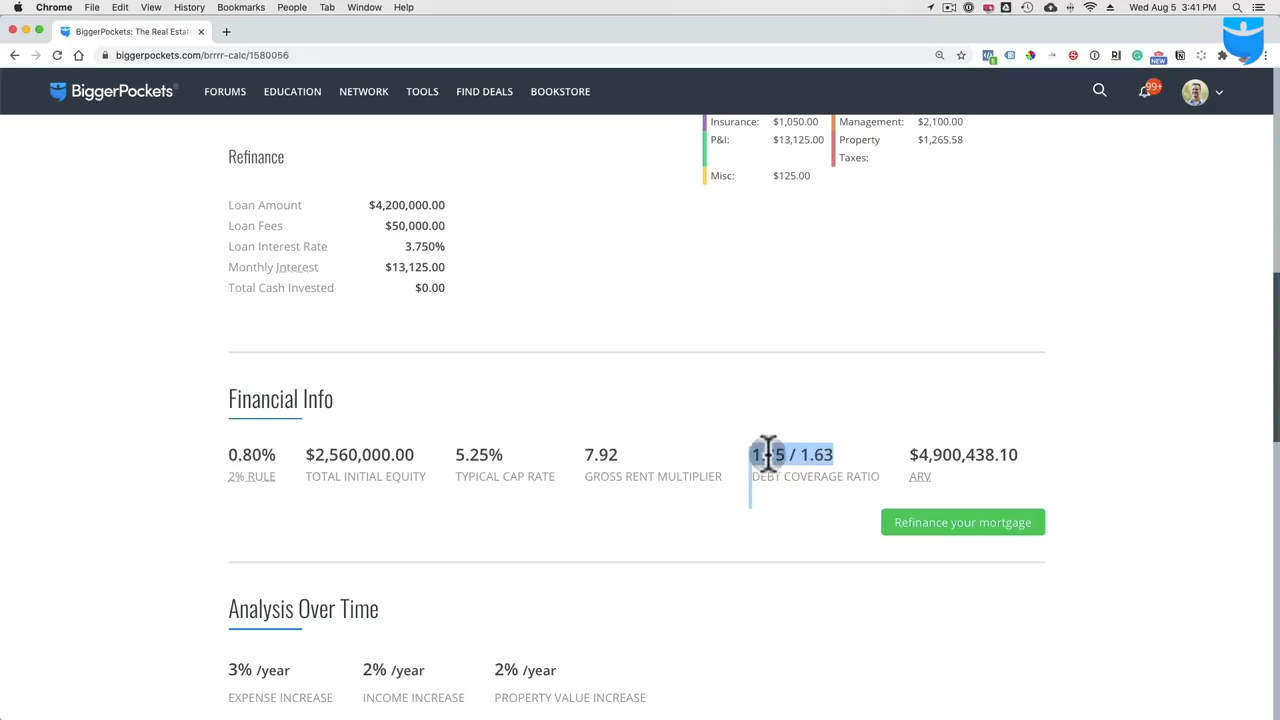 Chrome File Edit View History Bookmarks People Tab Window Help Wed Aug 5 3:41 PM
BiggerPockets: The Real Estate
biggerpockets.com/brrrr-calc/1580056
NEW
BiggerPockets FORUMS EDUCATION NETWORK TOOLS FIND DEALS BOOKSTORE 99+
Insurance: $1,050.00 Management: $2,100.00
P&I: $13,125.00 Property Taxes: $1,265.58
Misc: $125.00
Refinance
Loan Amount $4,200,000.00
Loan Fees $50,000.00
Loan Interest Rate 3.750%
Monthly Interest $13,125.00
Total Cash Invested $0.00
Financial Info
0.80% $2,560,000.00 5.25% 7.92 / 1.63 $4,900,438.10
2% RULE TOTAL INITIAL EQUITY TYPICAL CAP RATE GROSS RENT MULTIPLIER DEBT COVERAGE RATIO ARV
Refinance your mortgage
Analysis Over Time
3% /year 2% /year 2% /year
EXPENSE INCREASE INCOME INCREASE PROPERTY VALUE INCREASE